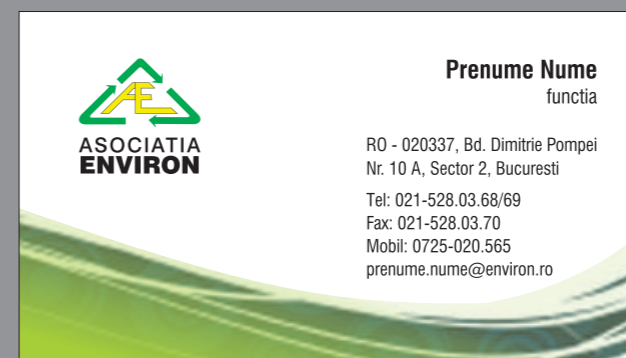 AE
ASOCIATIA
ENVIRON
Prenume Nume
functia
RO - 020337, Bd. Dimitrie Pompei
Nr. 10 A, Sector 2, Bucuresti
Tel: 021-528.03.68/69
Fax: 021-528.03.70
Mobil: 0725-020.565
prenume.nume@environ.ro